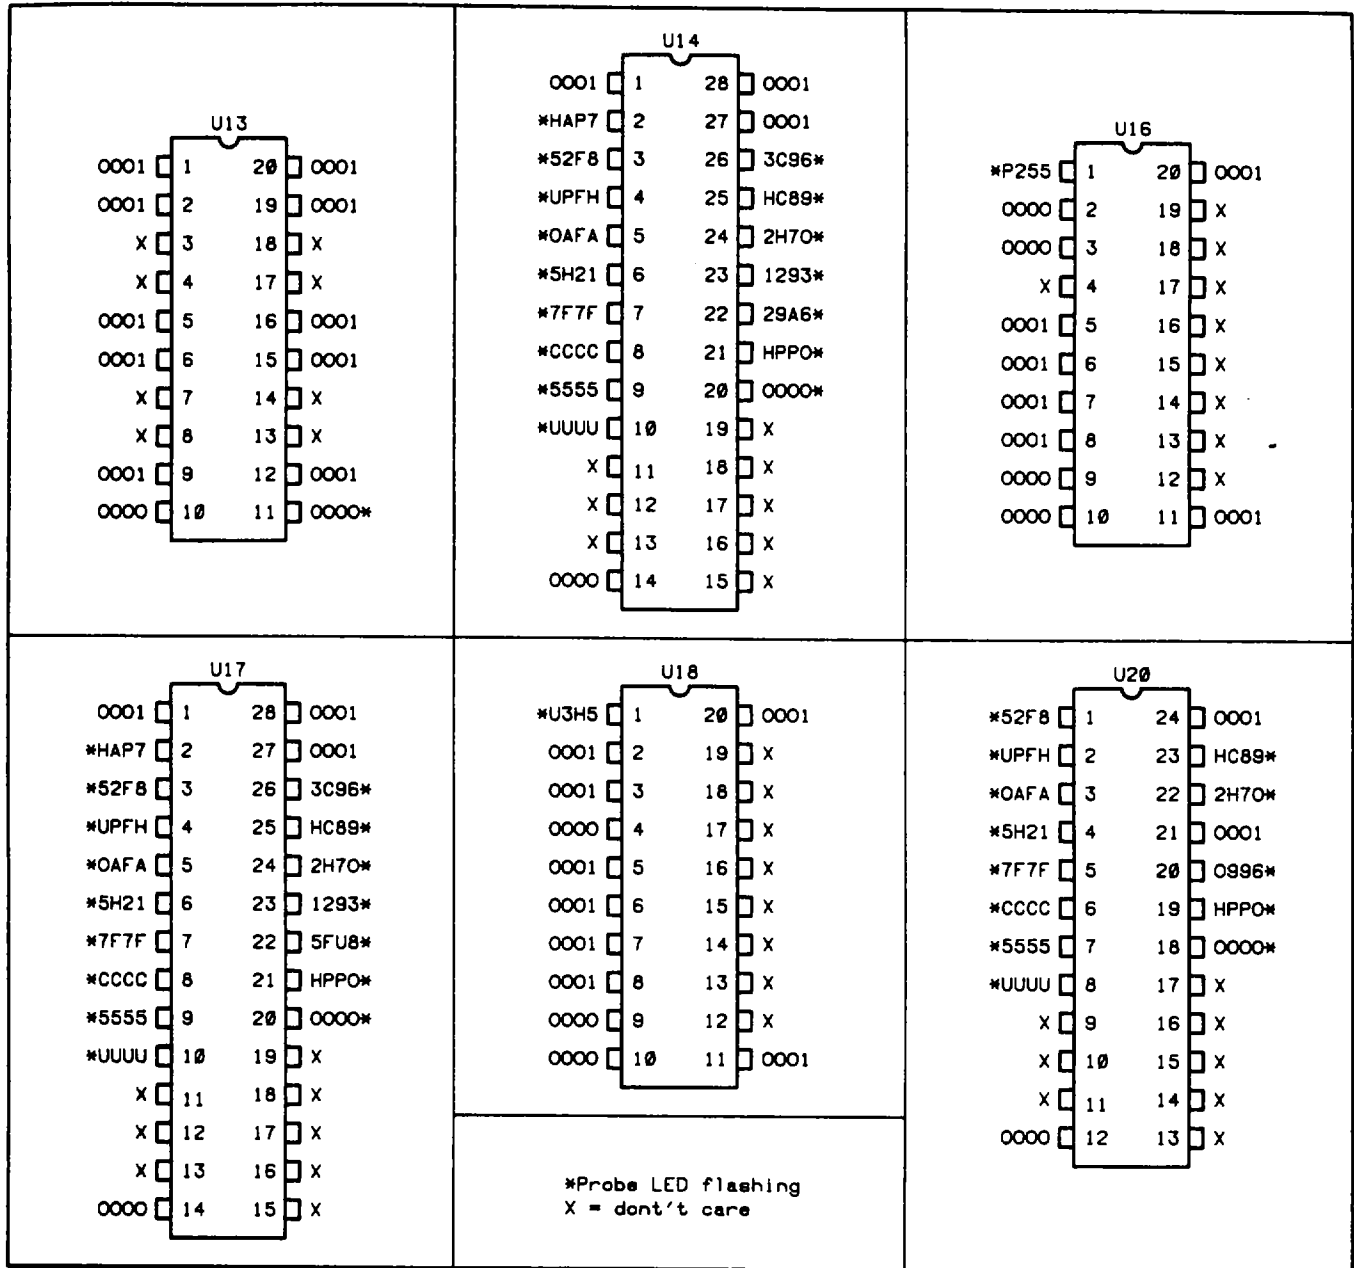 U13
0001 1 20 0001
0001 2 19 0001
X 3 18 X
X 4 17 X
0001 5 16 0001
0001 6 15 0001
X 7 14 X
X 8 13 X
0001 9 12 0001
0000 10 11 0000*
U14
0001 1 28 0001
*HAP7 2 27 0001
*52F8 3 26 3C96*
*UPFH 4 25 HC89*
*0AFA 5 24 2H70*
*5H21 6 23 1293*
*7F7F 7 22 29A6*
*CCCC 8 21 HPP0*
*5555 9 20 0000*
*UUUU 10 19 X
X 11 18 X
X 12 17 X
X 13 16 X
0000 14 15 X
U16
*P255 1 20 0001
0000 2 19 X
0000 3 18 X
X 4 17 X
0001 5 16 X
0001 6 15 X
0001 7 14 X
0001 8 13 X
0000 9 12 X
0000 10 11 0001
U17
0001 1 28 0001
*HAP7 2 27 0001
*52F8 3 26 3C96*
*UPFH 4 25 HC89*
*0AFA 5 24 2H70*
*5H21 6 23 1293*
*7F7F 7 22 5FU8*
*CCCC 8 21 HPP0*
*5555 9 20 0000*
*UUUU 10 19 X
X 11 18 X
X 12 17 X
X 13 16 X
0000 14 15 X
U18
*U3H5 1 20 0001
0001 2 19 X
0001 3 18 X
0000 4 17 X
0001 5 16 X
0001 6 15 X
0001 7 14 X
0001 8 13 X
0000 9 12 X
0000 10 11 0001
*Probe LED flashing
X = dont't care
U20
*52F8 1 24 0001
*UPFH 2 23 HC89*
*0AFA 3 22 2H70*
*5H21 4 21 0001
*7F7F 5 20 0996*
*CCCC 6 19 HPP0*
*5555 7 18 0000*
*UUUU 8 17 X
X 9 16 X
X 10 15 X
X 11 14 X
0000 12 13 X